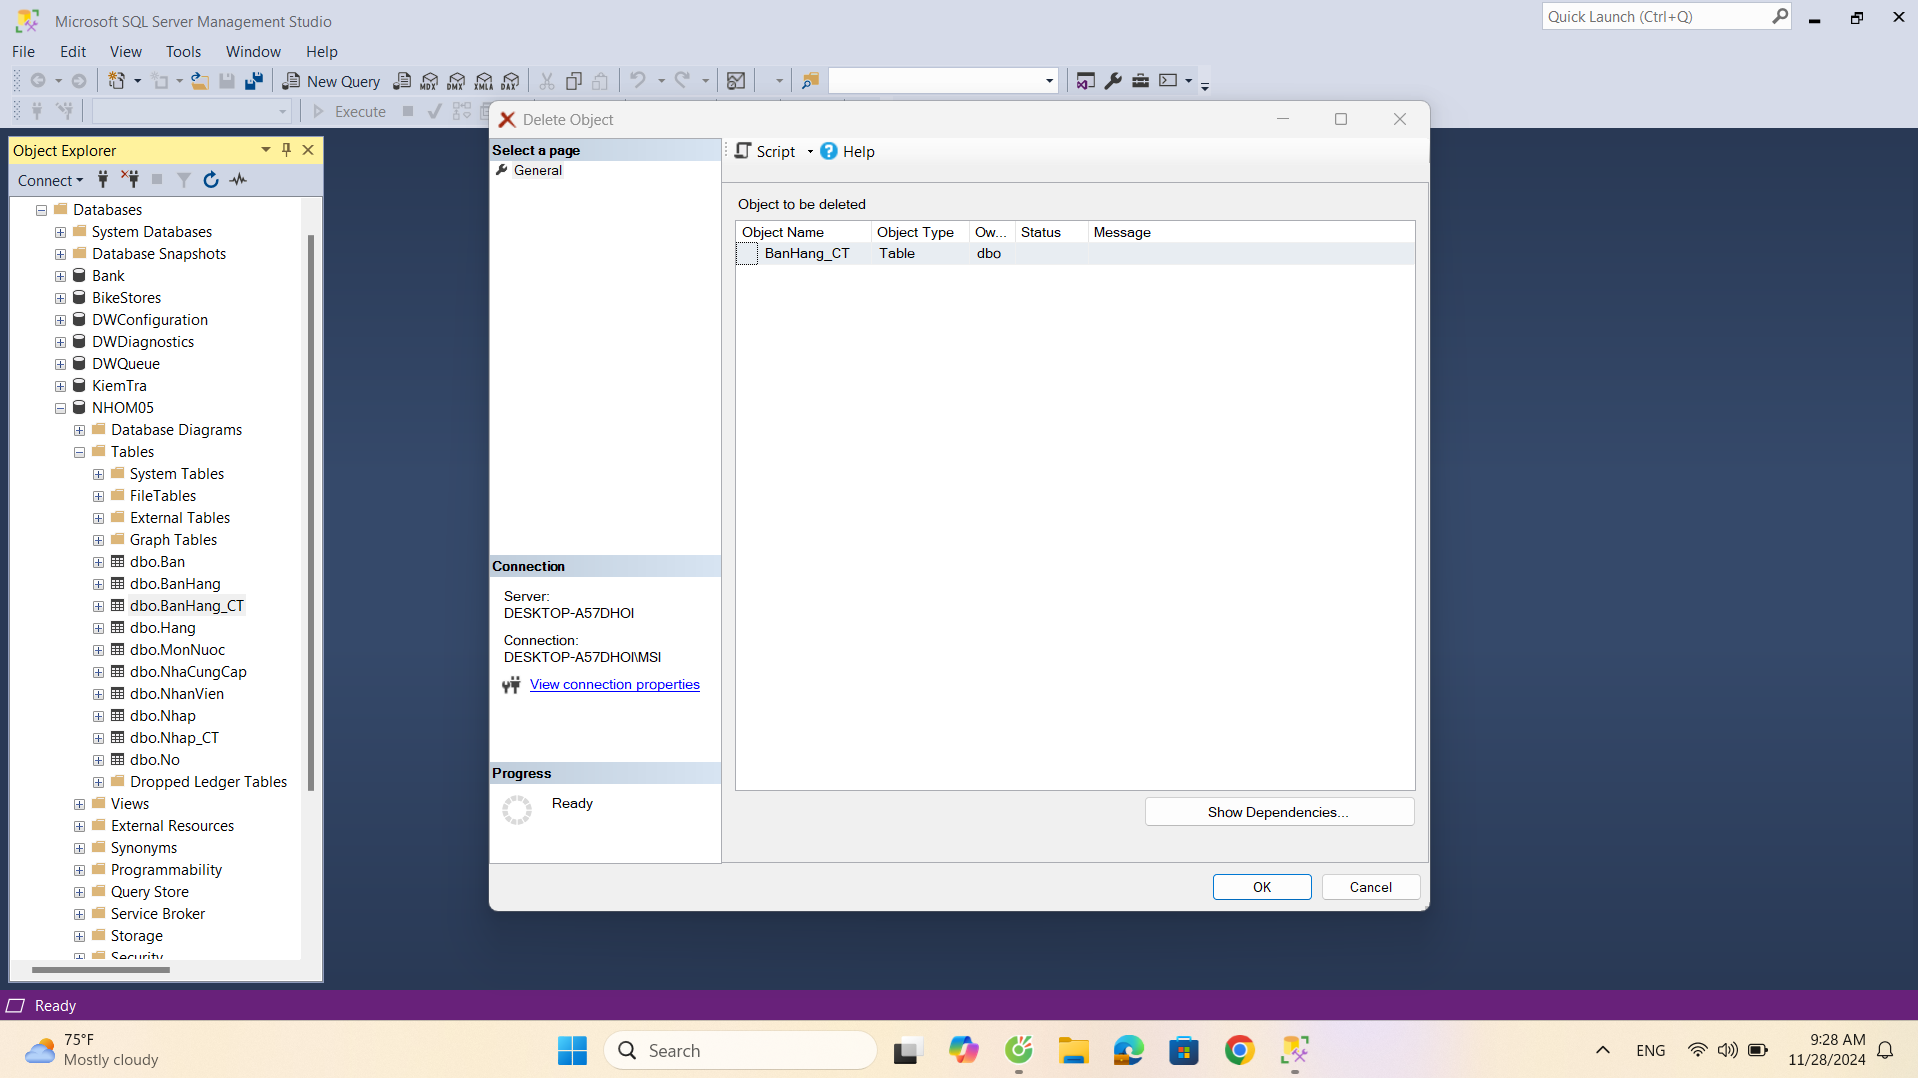 Microsoft SQL Server Management Studio
Quick Launch (Ctrl+Q)
File Edit View Tools Window Help
New Query
MDX DMX XMLA DAX
Execute
Object Explorer
Connect
Databases
System Databases
Database Snapshots
Bank
BikeStores
DWConfiguration
DWDiagnostics
DWQueue
KiemTra
NHOM05
Database Diagrams
Tables
System Tables
FileTables
External Tables
Graph Tables
dbo.Ban
dbo.BanHang
dbo.BanHang_CT
dbo.Hang
dbo.MonNuoc
dbo.NhaCungCap
dbo.NhanVien
dbo.Nhap
dbo.Nhap_CT
dbo.No
Dropped Ledger Tables
Views
External Resources
Synonyms
Programmability
Query Store
Service Broker
Storage
Security
Delete Object
Select a page
General
Script
Help
Object to be deleted
Object Name Object Type Ow... Status Message
BanHang_CT Table dbo
Connection
Server:
DESKTOP-A57DHOI
Connection:
DESKTOP-A57DHOI\MSI
View connection properties
Progress
Ready
Show Dependencies...
OK
Cancel
Ready
75°F
Mostly cloudy
Search
ENG
9:28 AM
11/28/2024